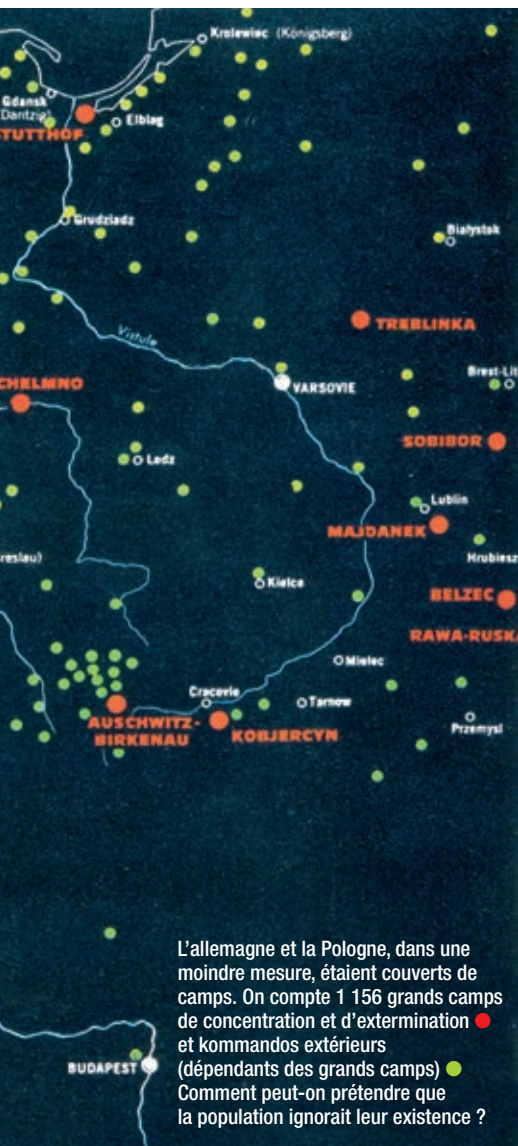 Krolewiec (Königsberg)
Gdansk
(Dantzig)
Elblag
STUTTHOF
Grudziadz
Bialystok
Vistule
TREBLINKA
CHELMNO
VARSOVIE
Brest-Lit
SOBIBOR
Lodz
Lublin
MAJDANEK
reslau)
Hrubiesz
Kielce
BELZEC
RAWA-RUSK
Mielec
Cracovie
Tarnow
AUSCHWITZ-
BIRKENAU
KOBJERCYN
Przemysl
L'allemagne et la Pologne, dans une
moindre mesure, étaient couverts de
camps. On compte 1 156 grands camps
de concentration et d'extermination
et kommandos extérieurs
(dépendants des grands camps)
Comment peut-on prétendre que
la population ignorait leur existence ?
BUDAPEST